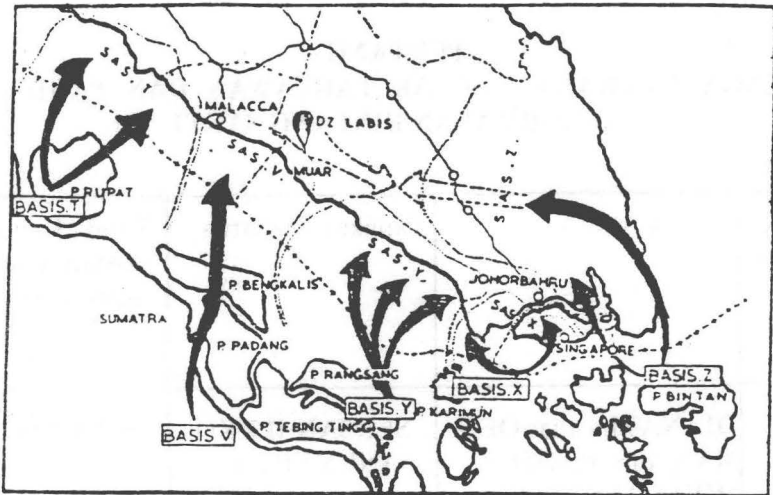 SAS. T
MALACCA
DZ LABIS
SAS. V
MUAR
SAS. Z.
P. RUPAT
BASIS. T
SAS. Y
P. BENGKALIS
JOHORBAHRU
SAS
SUMATRA
P. PADANG
SINGAPORE
P. RANGSANG
BASIS. X
BASIS. Z
BASIS. Y
P. KARIMUN
P. BINTAN
BASIS V
P. TEBING TINGGI